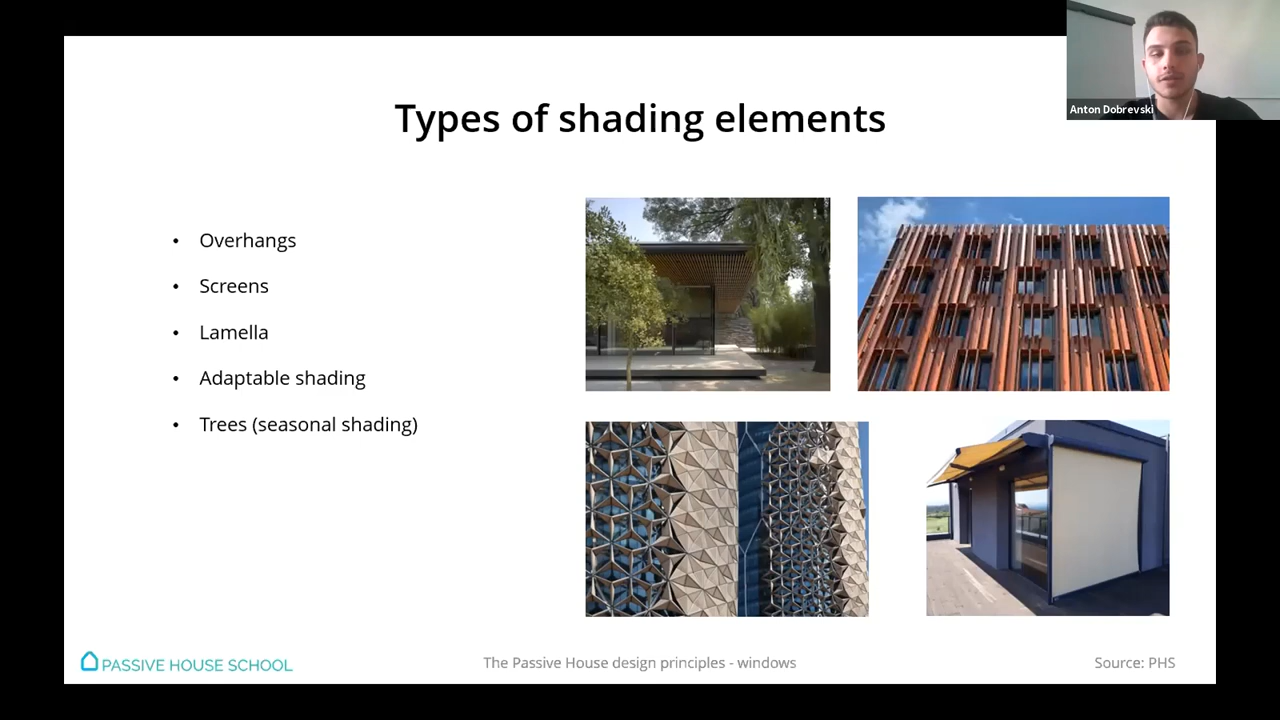 Anton Dobrevski
Types of shading elements
• Overhangs
• Screens
• Lamella
• Adaptable shading
• Trees (seasonal shading)
PASSIVE HOUSE SCHOOL
The Passive House design principles - windows
Source: PHS